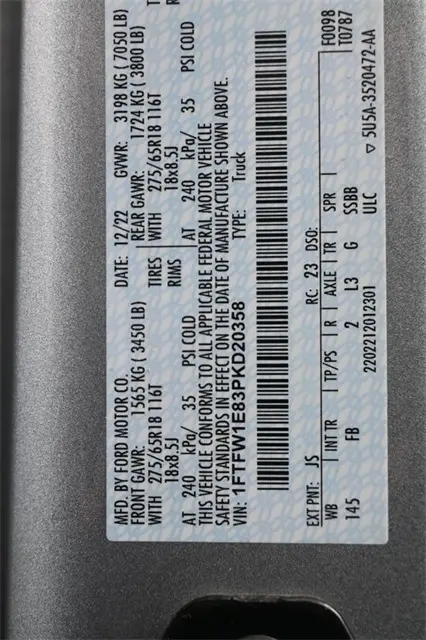 MFD. BY FORD MOTOR CO. DATE: 12/22 GVWR: 3198 KG ( 7050 LB)
FRONT GAWR: 1565 KG ( 3450 LB) REAR GAWR: 1724 KG ( 3800 LB)
WITH 275/65R18 116T TIRES WITH 275/65R18 116T
18x8.5J RIMS 18x8.5J
AT 240 kPa/ 35 PSI COLD AT 240 kPa/ 35 PSI COLD
THIS VEHICLE CONFORMS TO ALL APPLICABLE FEDERAL MOTOR VEHICLE
SAFETY STANDARDS IN EFFECT ON THE DATE OF MANUFACTURE SHOWN ABOVE.
VIN: 1FTFW1E83PKD20358 TYPE: Truck
F0098
T0787
EXT PNT: JS RC: 23 DSO:
WB INT TR TP/PS R AXLE TR SPR
145 FB 2 L3 G SSBB
ULC
2202212012301 ▽ 5U5A-3520472-AA